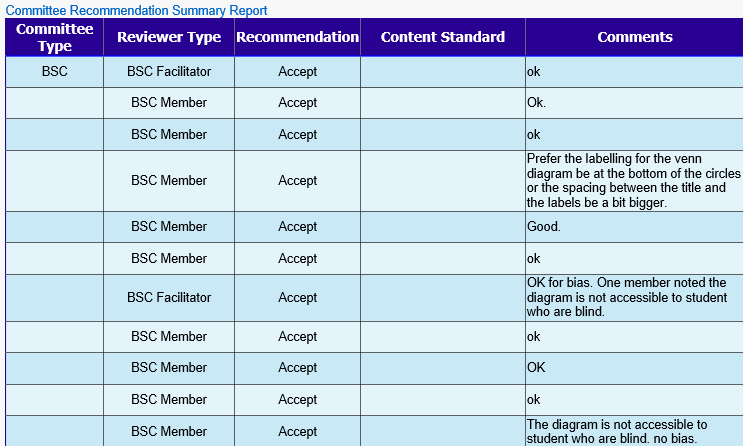 Committee Recommendation Summary Report
Committee Type Reviewer Type Recommendation Content Standard Comments
BSC BSC Facilitator Accept ok
BSC Member Accept Ok.
BSC Member Accept ok
BSC Member Accept Prefer the labelling for the venn
diagram be at the bottom of the circles
or the spacing between the title and
the labels be a bit bigger.
BSC Member Accept Good.
BSC Member Accept ok
BSC Facilitator Accept OK for bias. One member noted the
diagram is not accessible to student
who are blind.
BSC Member Accept ok
BSC Member Accept OK
BSC Member Accept ok
BSC Member Accept The diagram is not accessible to
student who are blind. no bias.